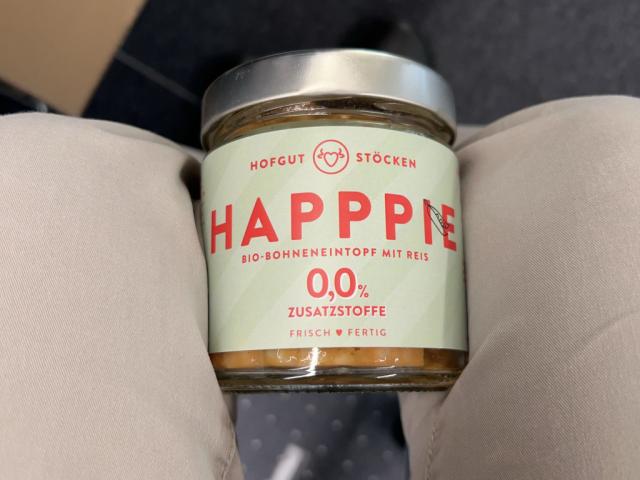 HOFGUT STÖCKEN
HAPPPIE
BIO-BOHNENEINTOPF MIT REIS
0,0%
ZUSATZSTOFFE
FRISCH ♥ FERTIG